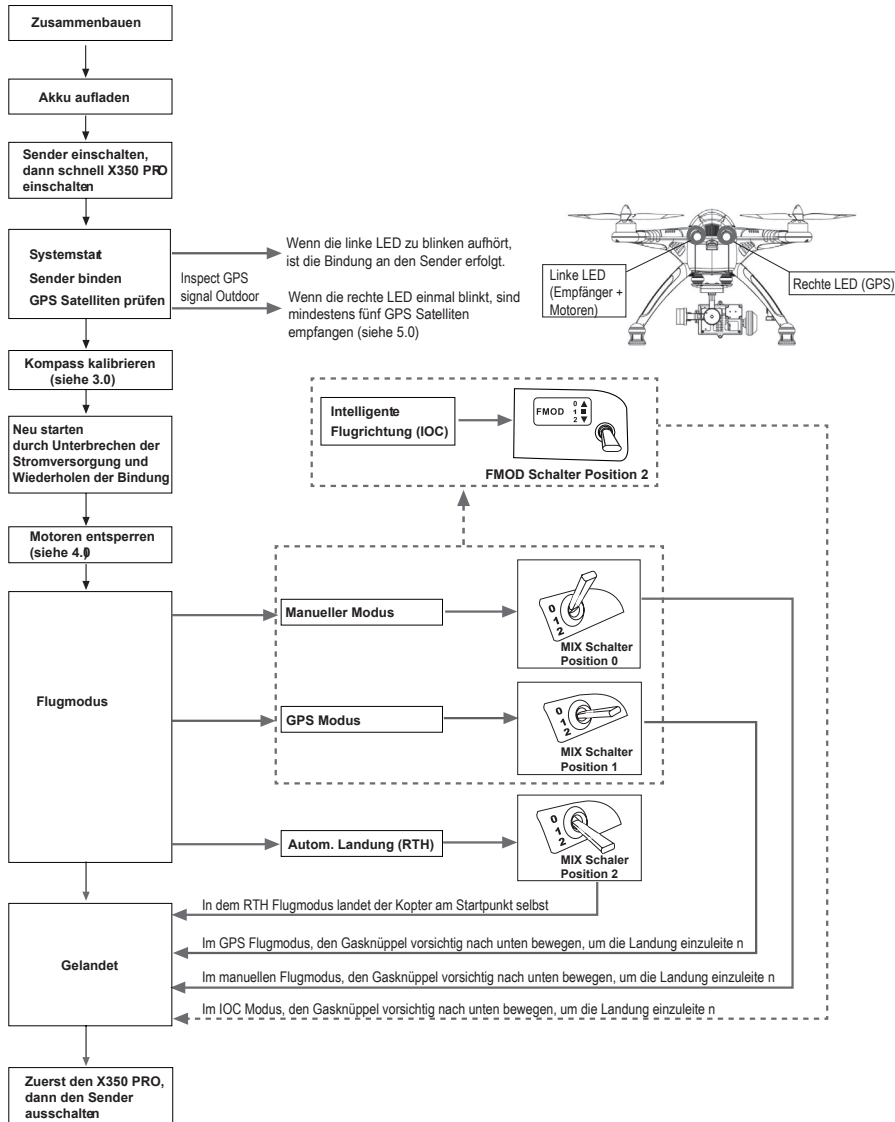 Zusammenbauen
Akku aufladen
Sender einschalten,
dann schnell X350 PRO
einschalten
Systemstart
Sender binden
GPS Satelliten prüfen
Inspect GPS
signal Outdoor
Wenn die linke LED zu blinken aufhört,
ist die Bindung an den Sender erfolgt.
Wenn die rechte LED einmal blinkt, sind
mindestens fünf GPS Satelliten
empfangen (siehe 5.0)
Linke LED
(Empfänger +
Motoren)
Rechte LED (GPS)
Kompass kalibrieren
(siehe 3.0)
Neu starten
durch Unterbrechen der
Stromversorgung und
Wiederholen der Bindung
Intelligente
Flugrichtung (IOC)
FMOD
0 ▲
1 ■
2 ▼
FMOD Schalter Position 2
Motoren entsperren
(siehe 4.0)
Flugmodus
Manueller Modus
0
1
2
MIX Schalter
Position 0
GPS Modus
0
1
2
MIX Schalter
Position 1
Autom. Landung (RTH)
0
1
2
MIX Schaler
Position 2
Gelandet
In dem RTH Flugmodus landet der Kopter am Startpunkt selbst
Im GPS Flugmodus, den Gasknüppel vorsichtig nach unten bewegen, um die Landung einzuleite n
Im manuellen Flugmodus, den Gasknüppel vorsichtig nach unten bewegen, um die Landung einzuleite n
Im IOC Modus, den Gasknüppel vorsichtig nach unten bewegen, um die Landung einzuleite n
Zuerst den X350 PRO,
dann den Sender
ausschalten